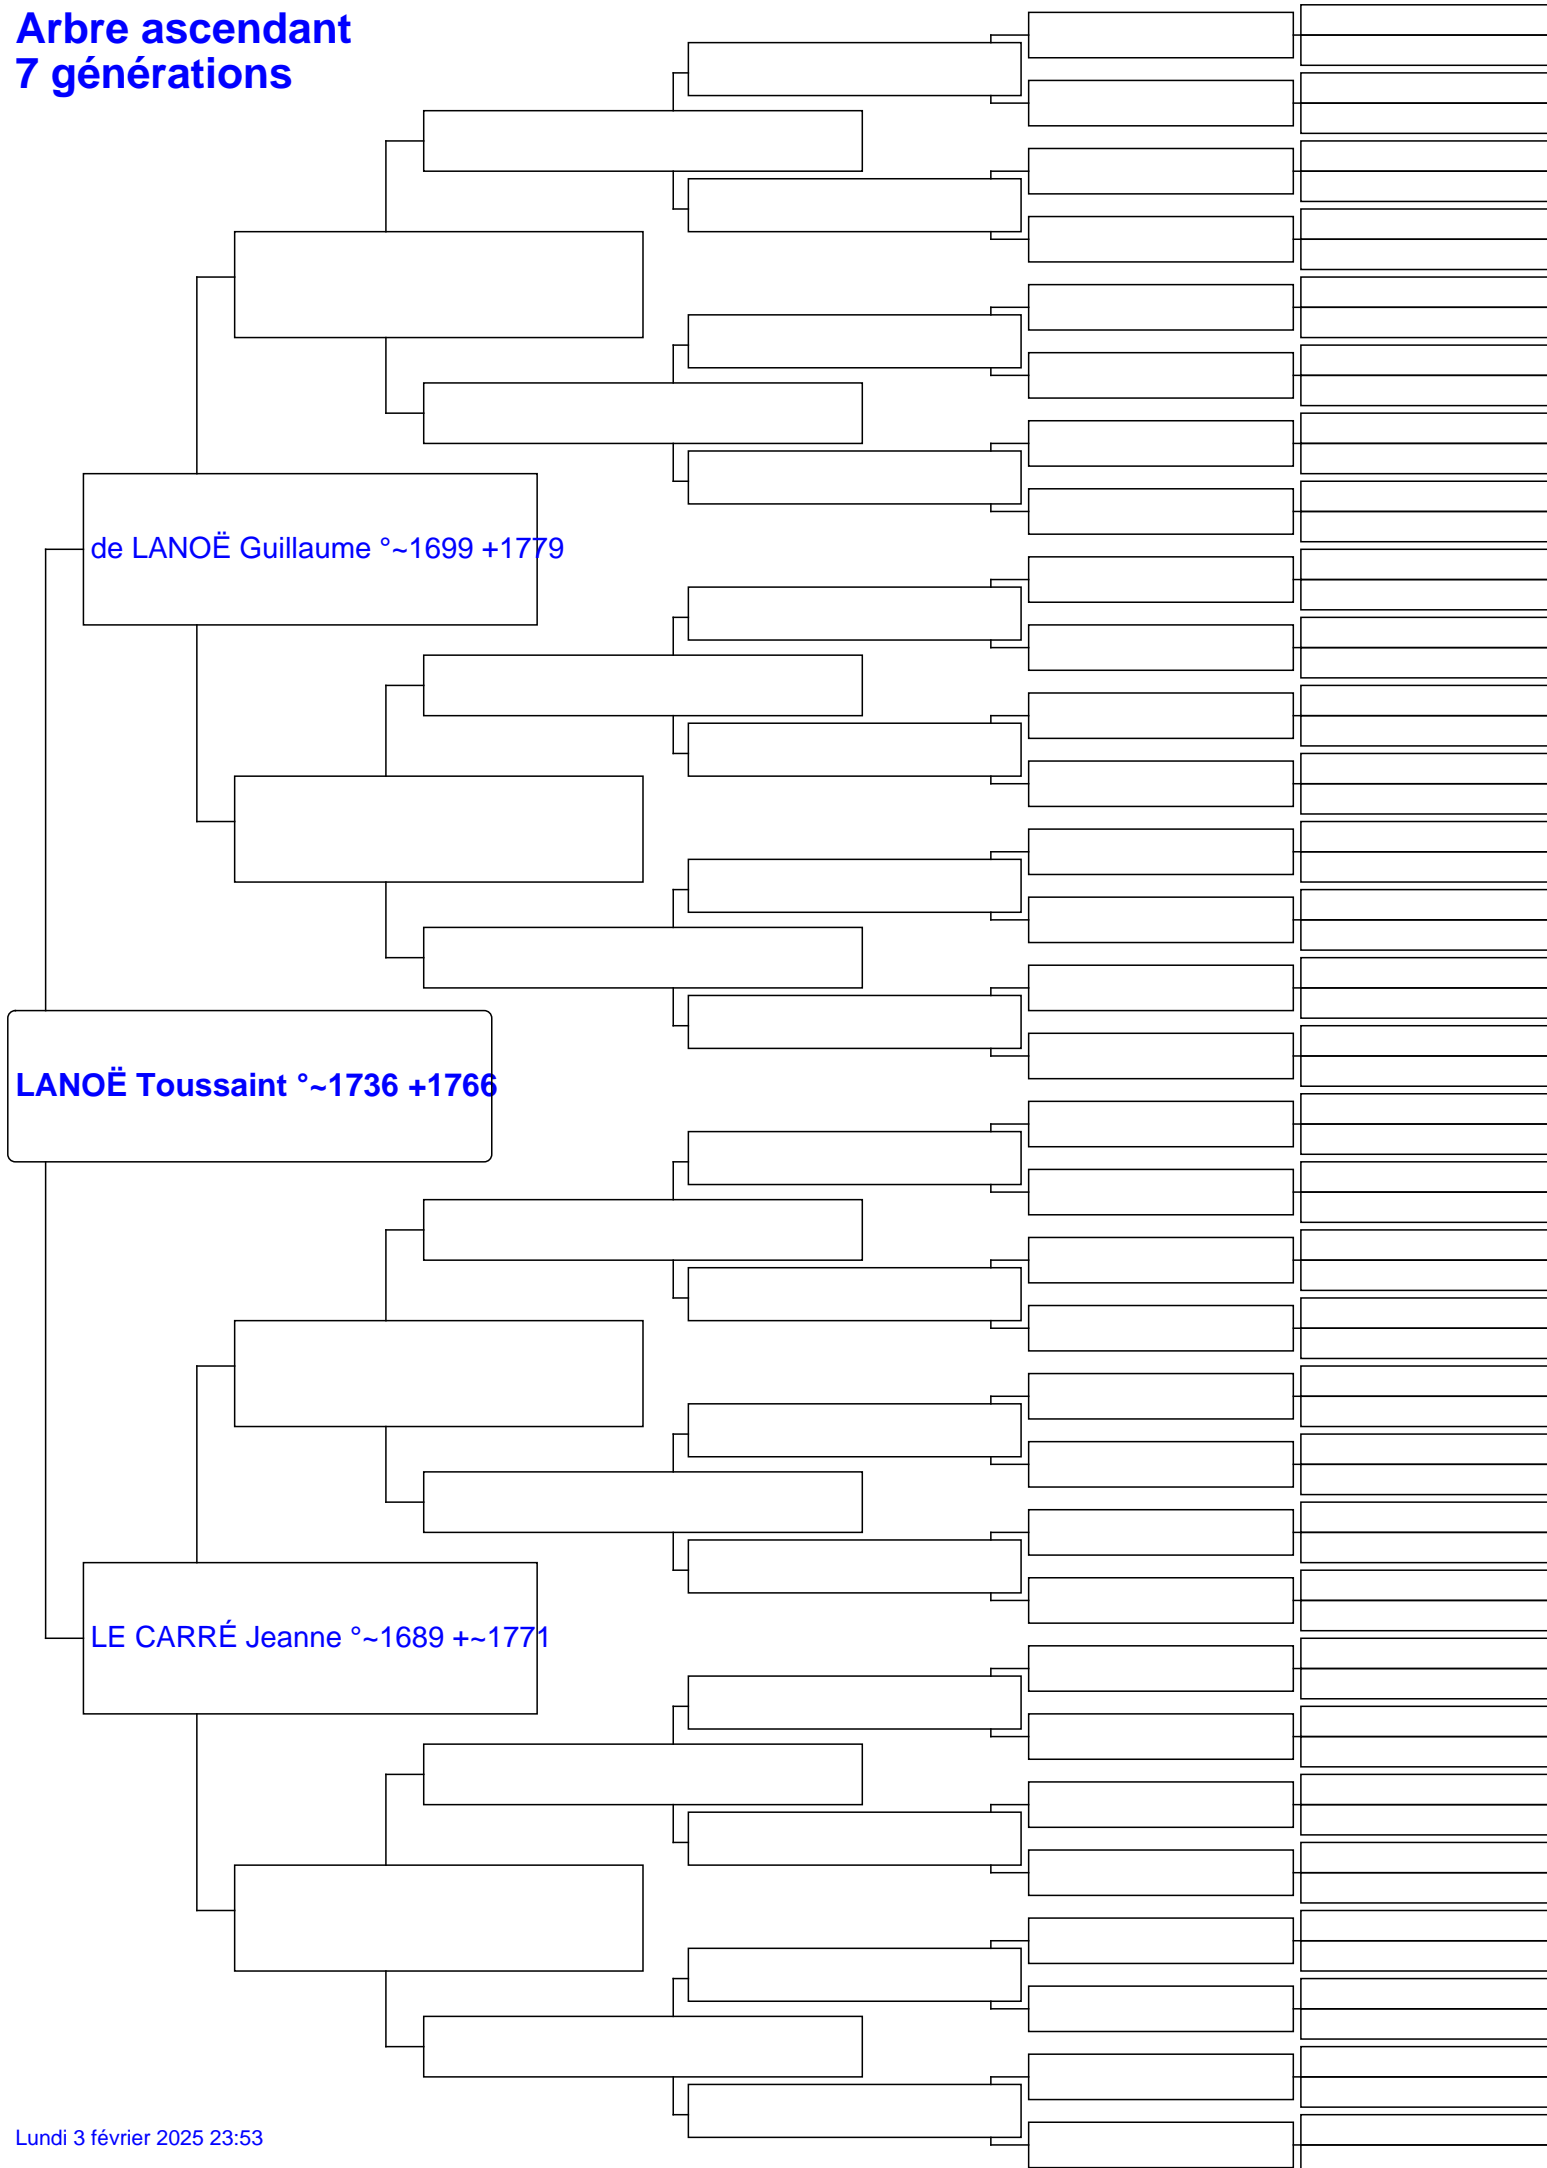 Arbre ascendant
7 générations
de LANOË Guillaume °~1699 +1779
LANOË Toussaint °~1736 +1766
LE CARRÉ Jeanne °~1689 +~1771
Lundi 3 février 2025 23:53